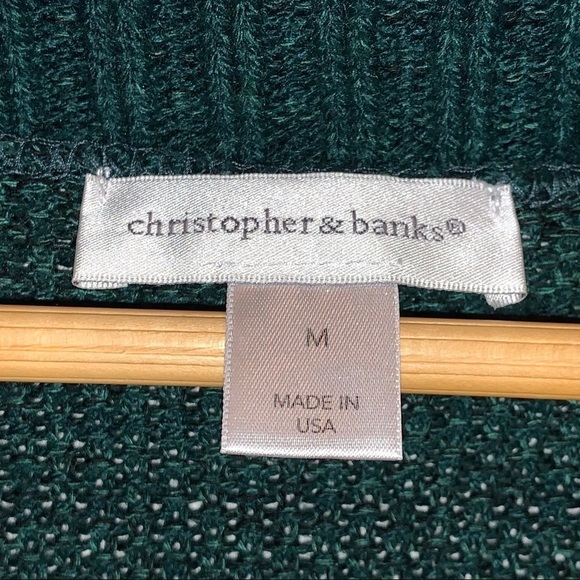 christopher & banks®
M
MADE IN
USA